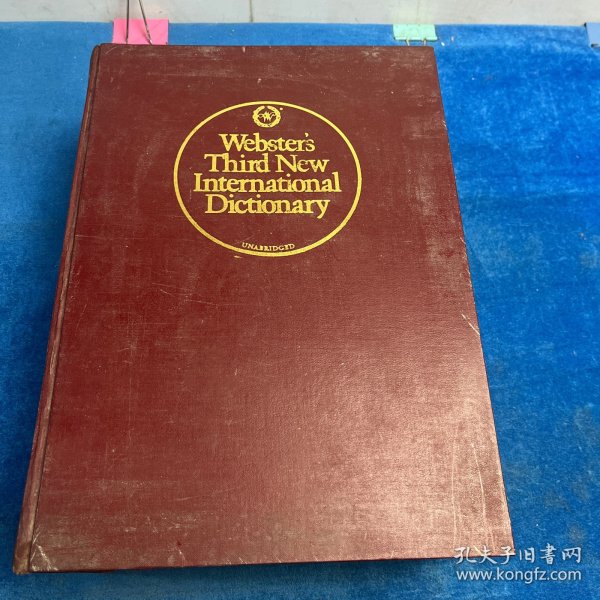 Webster's
Third New
International
Dictionary
UNABRIDGED
孔夫子旧书网
www.kongfz.com